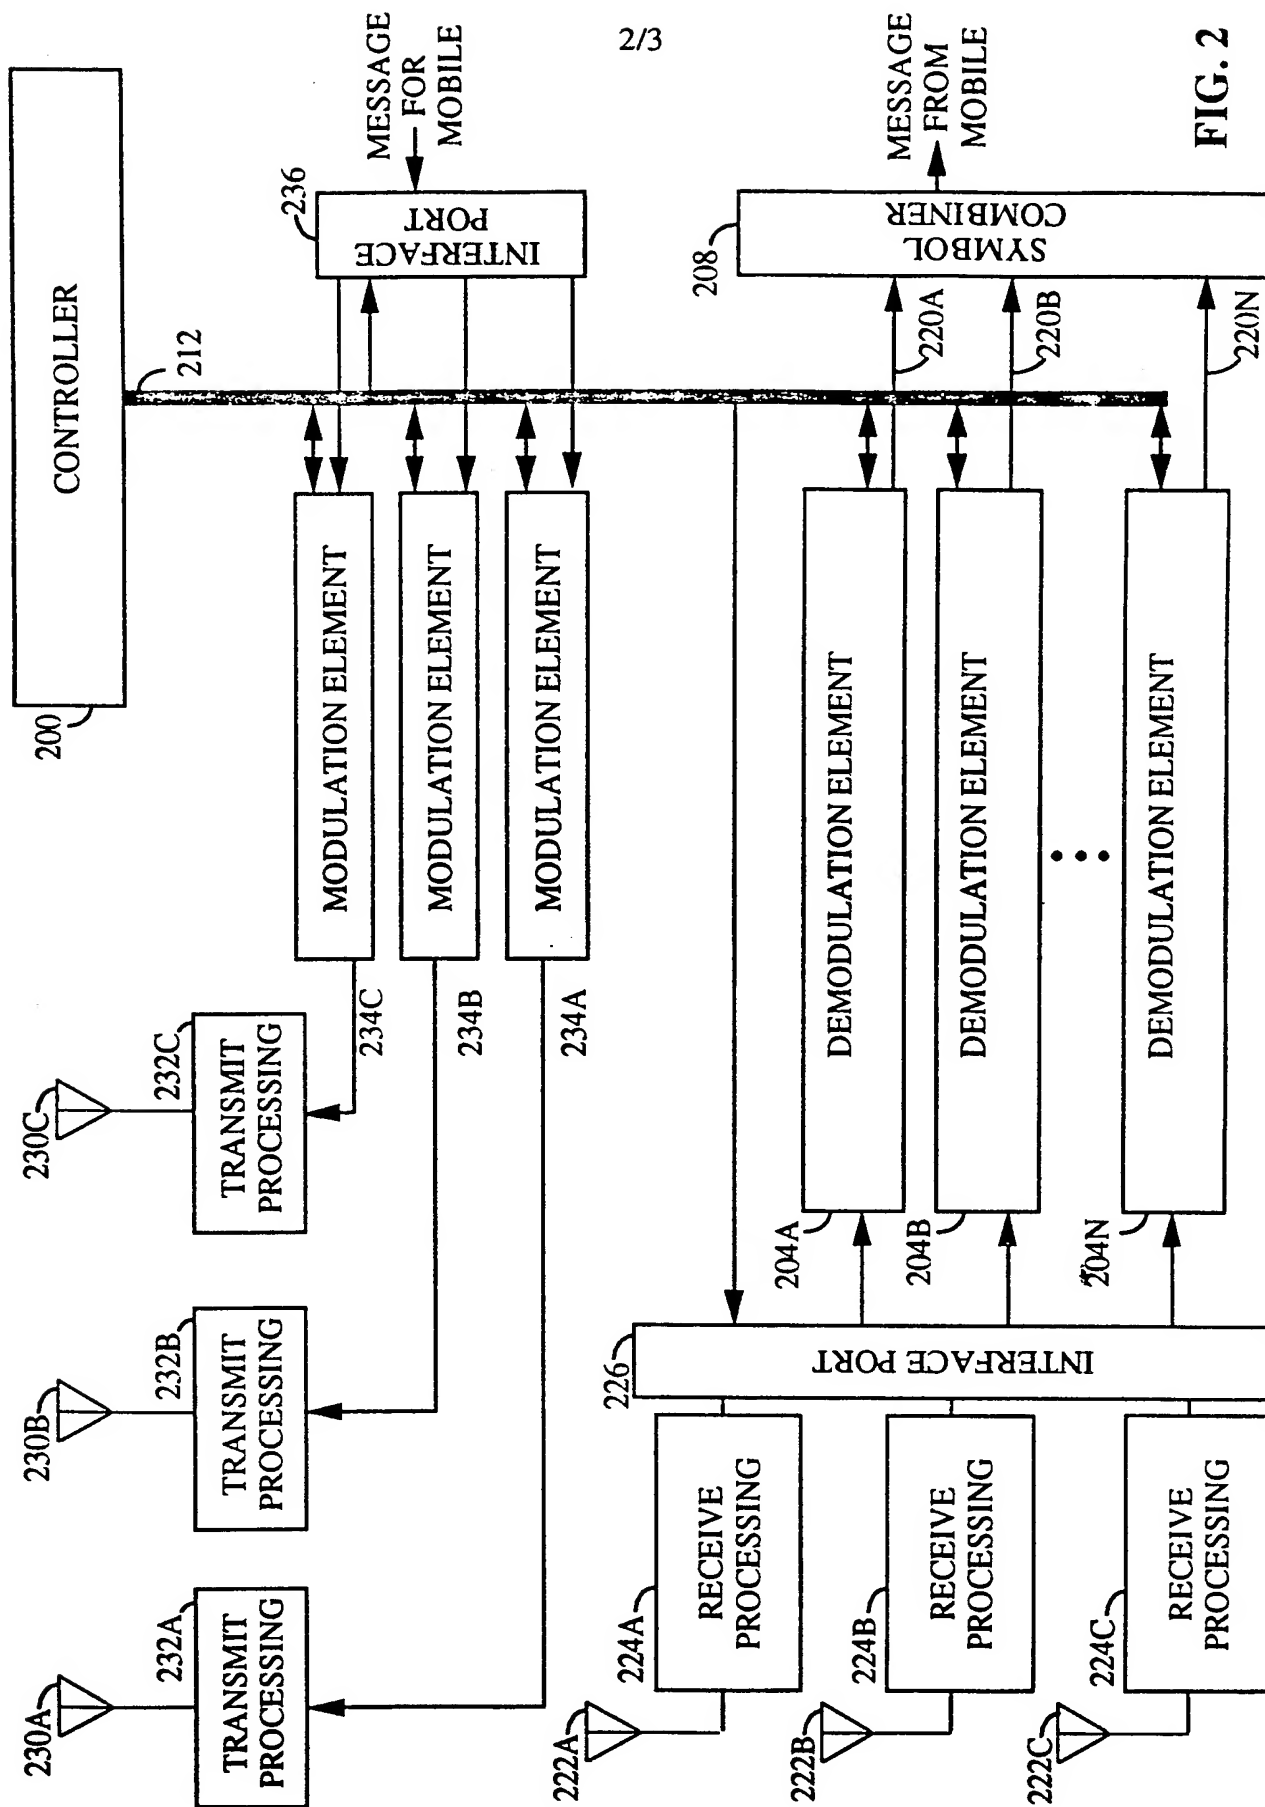 2/3
CONTROLLER
200
212
MESSAGE
FOR
MOBILE
236
INTERFACE
PORT
MODULATION ELEMENT
MODULATION ELEMENT
MODULATION ELEMENT
234C
234B
234A
230C
232C
TRANSMIT
PROCESSING
230B
232B
TRANSMIT
PROCESSING
230A
232A
TRANSMIT
PROCESSING
MESSAGE
FROM
MOBILE
208
SYMBOL
COMBINER
220A
220B
220N
DEMODULATION ELEMENT
204A
DEMODULATION ELEMENT
204B
DEMODULATION ELEMENT
204N
226
INTERFACE PORT
222A
224A
RECEIVE
PROCESSING
222B
224B
RECEIVE
PROCESSING
222C
224C
RECEIVE
PROCESSING
FIG. 2